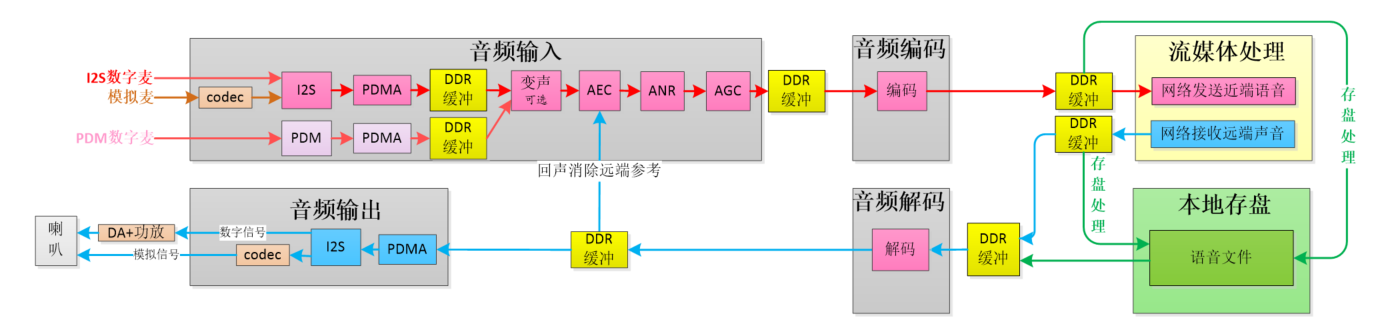 音频输入
I2S数字麦
模拟麦
codec
I2S
PDMA
DDR
缓冲
变声
可选
AEC
ANR
AGC
PDM数字麦
PDM
PDMA
DDR
缓冲
DDR
缓冲
音频编码
编码
DDR
缓冲
流媒体处理
网络发送近端语音
网络接收远端声音
DDR
缓冲
存盘处理
存盘处理
回声消除远端参考
音频输出
喇
叭
DA+功放
数字信号
模拟信号
codec
I2S
PDMA
DDR
缓冲
音频解码
解码
DDR
缓冲
本地存盘
语音文件